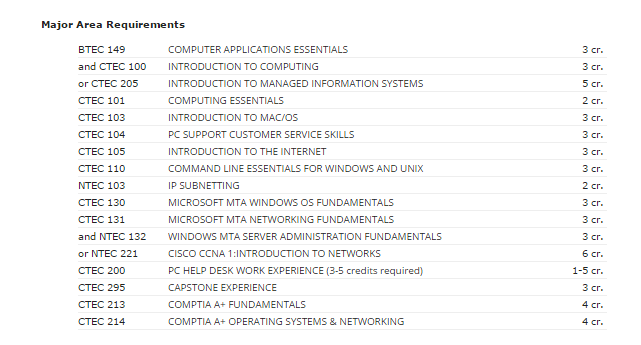 Major Area Requirements
BTEC 149 COMPUTER APPLICATIONS ESSENTIALS 3 cr.
and CTEC 100 INTRODUCTION TO COMPUTING 3 cr.
or CTEC 205 INTRODUCTION TO MANAGED INFORMATION SYSTEMS 5 cr.
CTEC 101 COMPUTING ESSENTIALS 2 cr.
CTEC 103 INTRODUCTION TO MAC/OS 3 cr.
CTEC 104 PC SUPPORT CUSTOMER SERVICE SKILLS 3 cr.
CTEC 105 INTRODUCTION TO THE INTERNET 3 cr.
CTEC 110 COMMAND LINE ESSENTIALS FOR WINDOWS AND UNIX 3 cr.
NTEC 103 IP SUBNETTING 2 cr.
CTEC 130 MICROSOFT MTA WINDOWS OS FUNDAMENTALS 3 cr.
CTEC 131 MICROSOFT MTA NETWORKING FUNDAMENTALS 3 cr.
and NTEC 132 WINDOWS MTA SERVER ADMINISTRATION FUNDAMENTALS 3 cr.
or NTEC 221 CISCO CCNA 1:INTRODUCTION TO NETWORKS 6 cr.
CTEC 200 PC HELP DESK WORK EXPERIENCE (3-5 credits required) 1-5 cr.
CTEC 295 CAPSTONE EXPERIENCE 3 cr.
CTEC 213 COMPTIA A+ FUNDAMENTALS 4 cr.
CTEC 214 COMPTIA A+ OPERATING SYSTEMS & NETWORKING 4 cr.